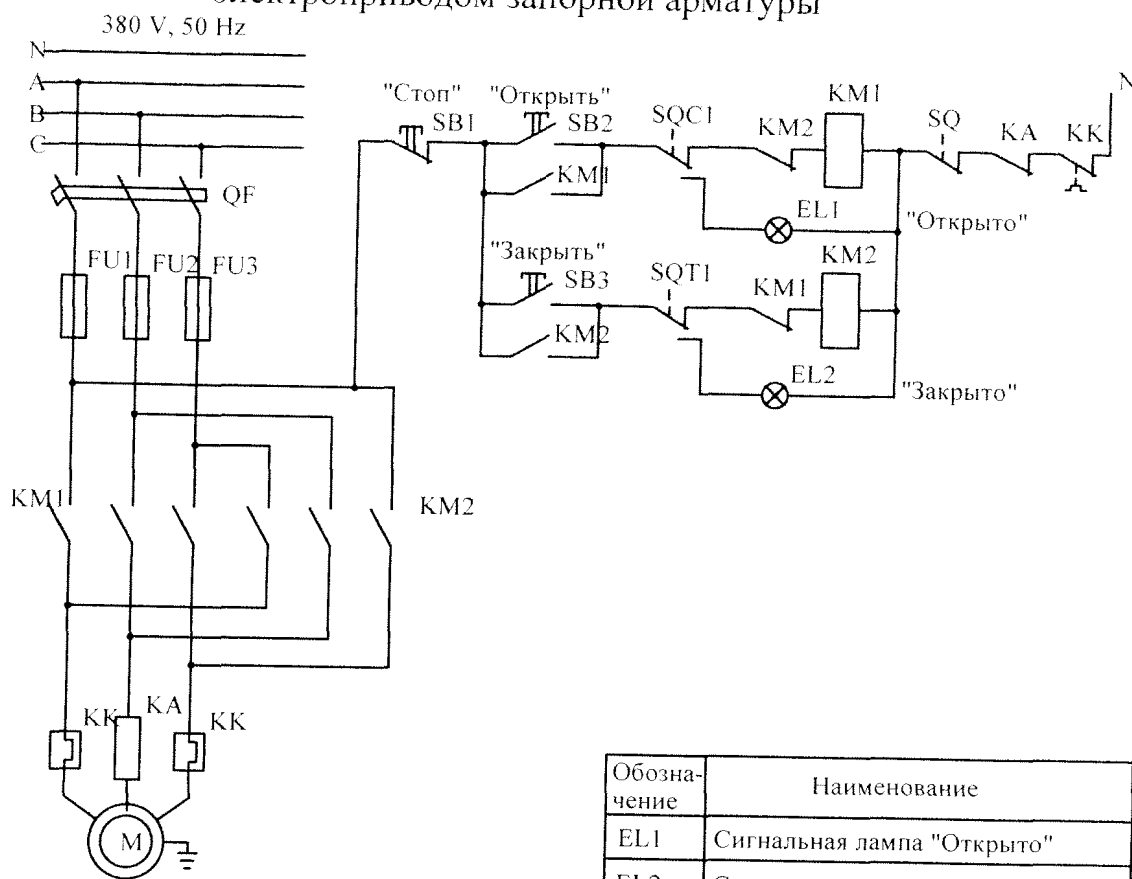 электроприводом запорной арматуры
380 V, 50 Hz
N
A
B
C
QF
FU1 FU2 FU3
"Стоп"
SB1
"Открыть"
SB2
KM1
SQC1
KM2
KM1
EL1
"Открыто"
SQ
KA
KK
N
"Закрыть"
SB3
KM2
SQT1
KM1
KM2
EL2
"Закрыто"
KM1
KM2
KK
KA
KK
M
Обозна-
чение
Наименование
EL1
Сигнальная лампа "Открыто"